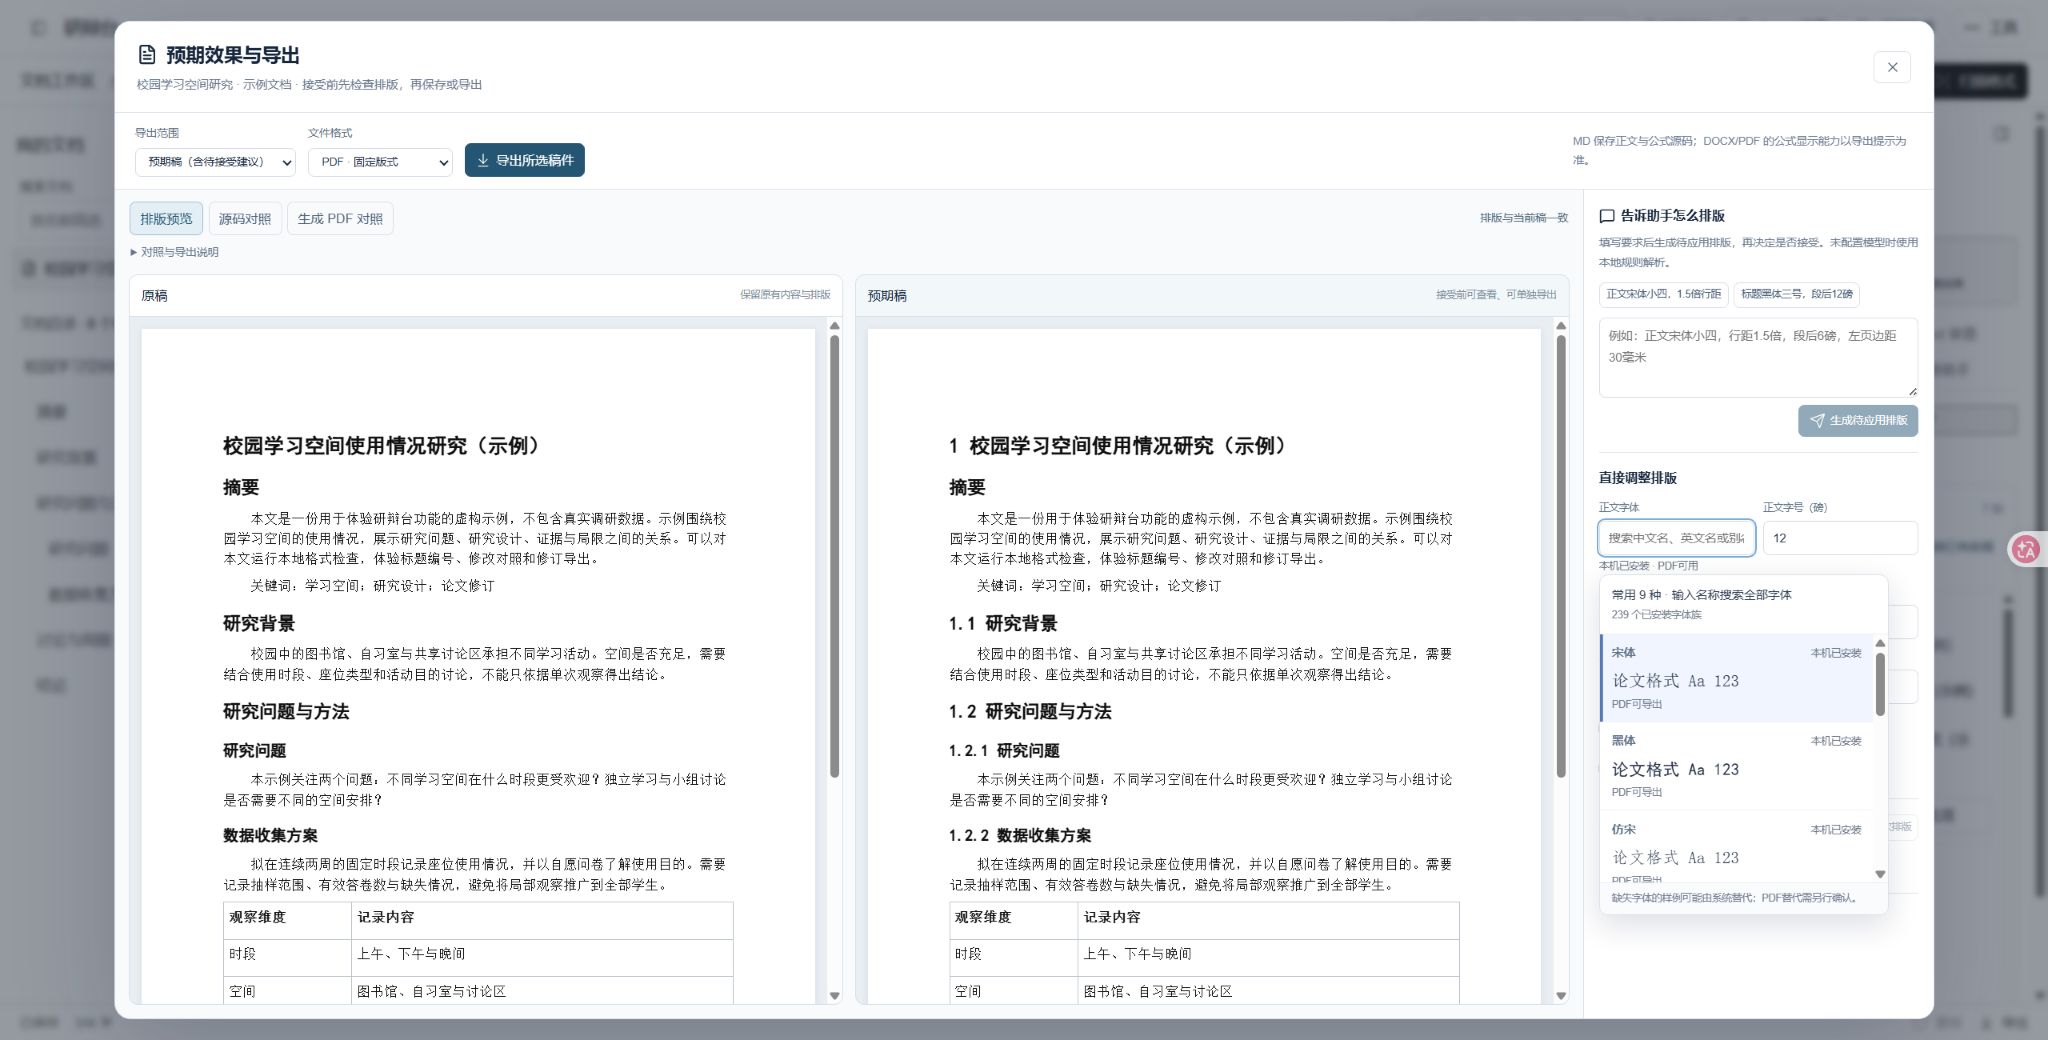 预期效果与导出
校园学习空间研究 · 示例文档 · 接受前先检查排版，再保存或导出
导出范围
文件格式
预期稿（含待接受建议）
PDF · 固定版式
导出所选稿件
MD 保存正文与公式源码；DOCX/PDF 的公式显示能力以导出提示为
准。
排版预览
源码对照
生成 PDF 对照
排版与当前稿一致
对照与导出说明
原稿
保留原有内容与排版
校园学习空间使用情况研究（示例）
摘要
本文是一份用于体验研辩台功能的虚构示例，不包含真实调研数据。示例围绕校
园学习空间的使用情况，展示研究问题、研究设计、证据与局限之间的关系。可以对
本文运行本地格式检查，体验标题编号、修改对照和修订导出。
关键词：学习空间；研究设计；论文修订
研究背景
校园中的图书馆、自习室与共享讨论区承担不同学习活动。空间是否充足，需要
结合使用时段、座位类型和活动目的讨论，不能只依据单次观察得出结论。
研究问题与方法
研究问题
本示例关注两个问题：不同学习空间在什么时段更受欢迎？独立学习与小组讨论
是否需要不同的空间安排？
数据收集方案
拟在连续两周的固定时段记录座位使用情况，并以自愿问卷了解使用目的。需要
记录抽样范围、有效答卷数与缺失情况，避免将局部观察推广到全部学生。
观察维度
记录内容
时段
上午、下午与晚间
空间
图书馆、自习室与讨论区
预期稿
接受前可查看、可单独导出
1 校园学习空间使用情况研究（示例）
摘要
本文是一份用于体验研辩台功能的虚构示例，不包含真实调研数据。示例围绕校
园学习空间的使用情况，展示研究问题、研究设计、证据与局限之间的关系。可以对
本文运行本地格式检查，体验标题编号、修改对照和修订导出。
关键词：学习空间；研究设计；论文修订
1.1 研究背景
校园中的图书馆、自习室与共享讨论区承担不同学习活动。空间是否充足，需要
结合使用时段、座位类型和活动目的讨论，不能只依据单次观察得出结论。
1.2 研究问题与方法
1.2.1 研究问题
本示例关注两个问题：不同学习空间在什么时段更受欢迎？独立学习与小组讨论
是否需要不同的空间安排？
1.2.2 数据收集方案
拟在连续两周的固定时段记录座位使用情况，并以自愿问卷了解使用目的。需要
记录抽样范围、有效答卷数与缺失情况，避免将局部观察推广到全部学生。
观察维度
记录内容
时段
上午、下午与晚间
空间
图书馆、自习室与讨论区
告诉助手怎么排版
填写要求后生成待应用排版，再决定是否接受。未配置模型时使用
本地规则解析。
正文宋体小四，1.5倍行距
标题黑体三号，段后12磅
例如：正文宋体小四，行距1.5倍，段后6磅，左页边距
30毫米
生成待应用排版
直接调整排版
正文字体
正文字号（磅）
搜索中文名、英文名或别
12
本机已安装 · PDF可用
常用 9 种 · 输入名称搜索全部字体
239 个已安装字体族
宋体
本机已安装
论文格式 Aa 123
PDF可导出
黑体
本机已安装
论文格式 Aa 123
PDF可导出
仿宋
本机已安装
论文格式 Aa 123
PDF可导出
排版
缺失字体的样例可能由系统替代；PDF替代需另行确认。